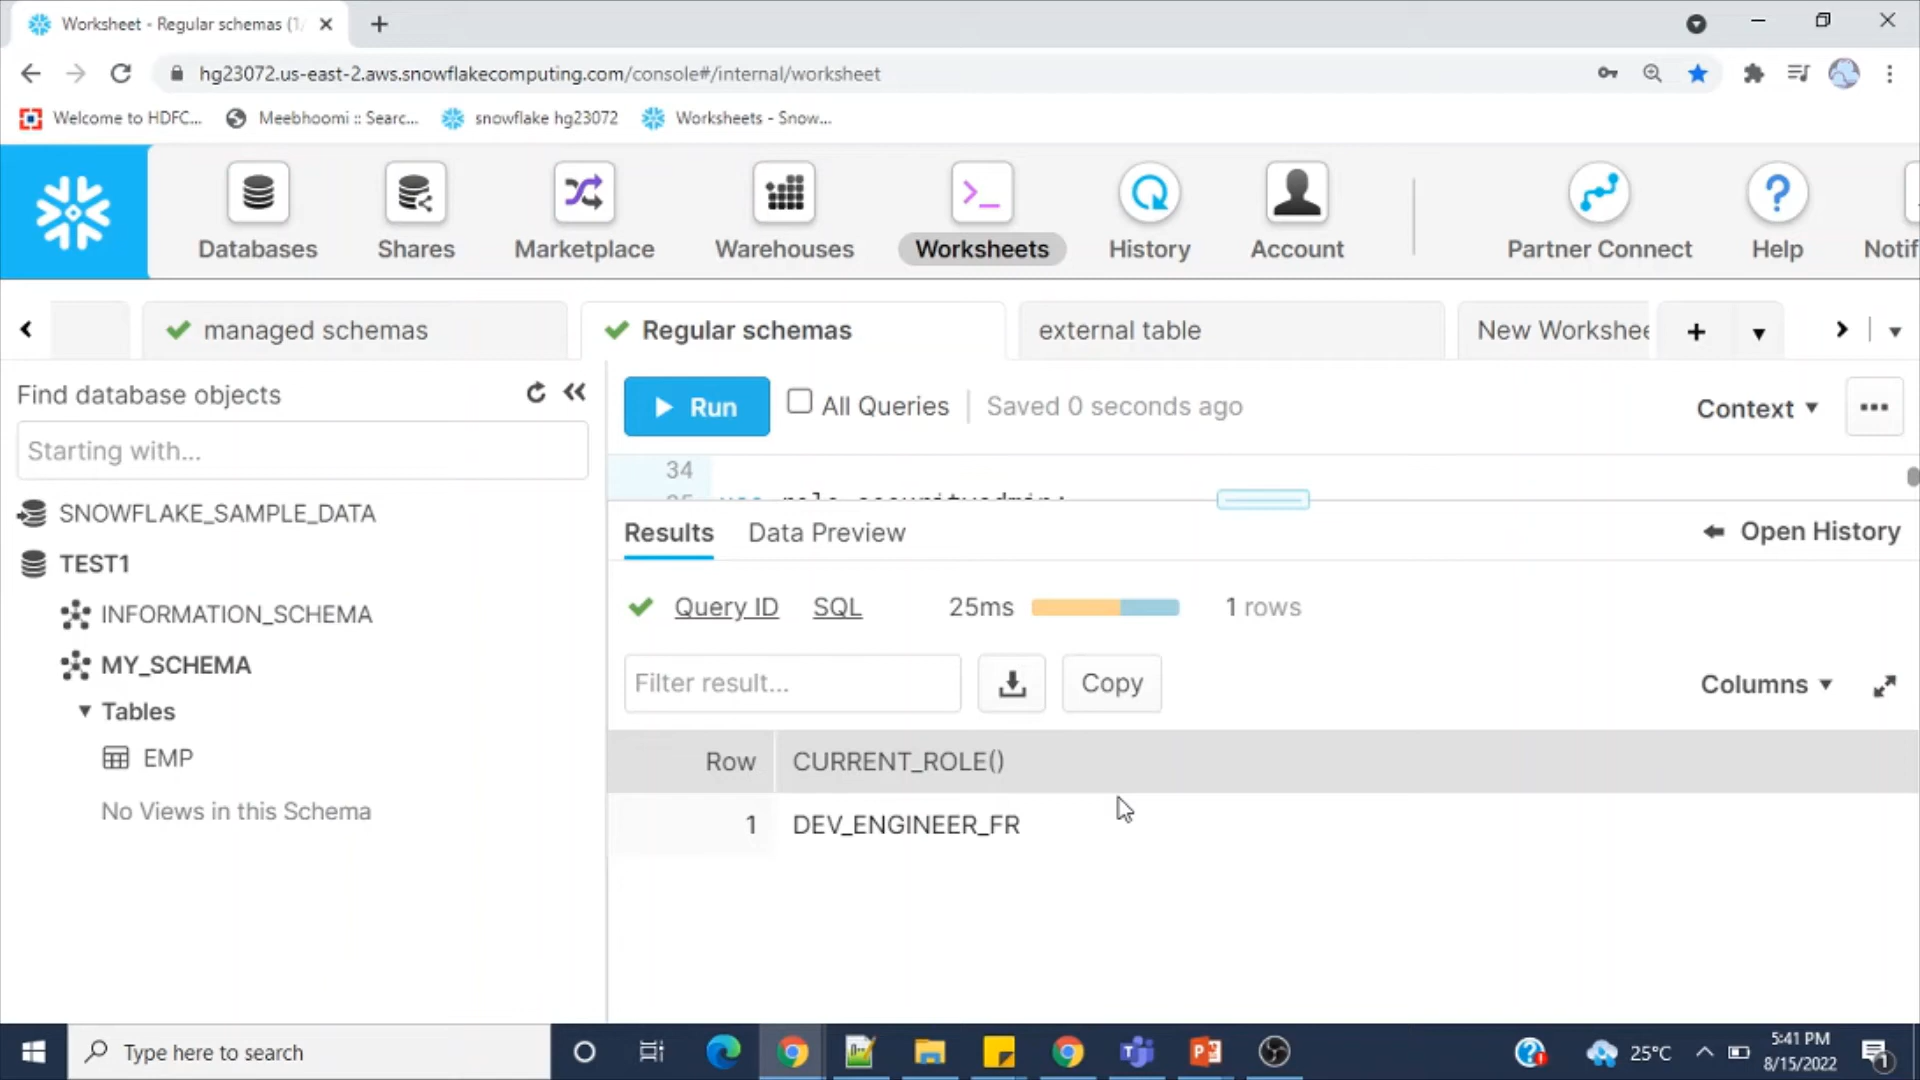 Worksheet - Regular schemas (1/
hg23072.us-east-2.aws.snowflakecomputing.com/console#/internal/worksheet
Welcome to HDFC...
Meebhoomi :: Searc...
snowflake hg23072
Worksheets - Snow...
Databases
Shares
Marketplace
Warehouses
Worksheets
History
Account
Partner Connect
Help
Notif
managed schemas
Regular schemas
external table
New Workshee
Find database objects
Starting with...
SNOWFLAKE_SAMPLE_DATA
TEST1
INFORMATION_SCHEMA
MY_SCHEMA
Tables
EMP
No Views in this Schema
Run
All Queries
Saved 0 seconds ago
Context
34
35 use role securityadmin;
Results
Data Preview
Open History
Query ID
SQL
25ms
1 rows
Filter result...
Copy
Columns
Row CURRENT_ROLE()
1 DEV_ENGINEER_FR
Type here to search
25°C
5:41 PM
8/15/2022
1